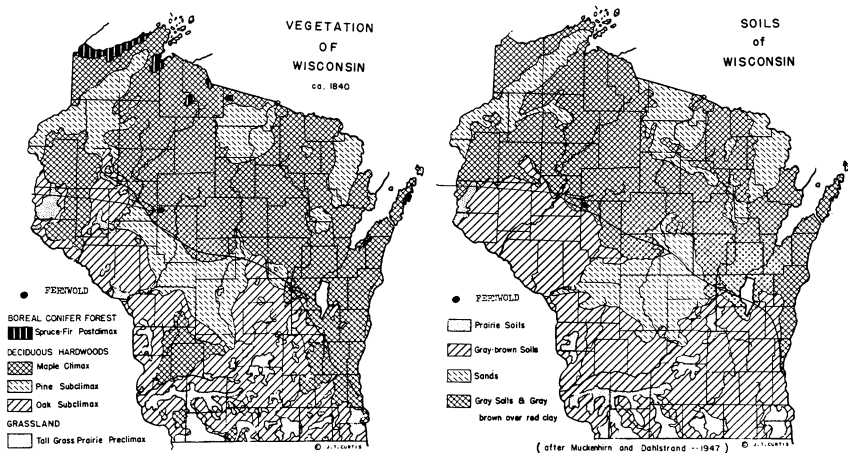 VEGETATION
OF
WISCONSIN
ca. 1840
FERNWOLD
BOREAL CONIFER FOREST
Spruce-Fir Postclimax
DECIDUOUS HARDWOODS
Maple Climax
Pine Subclimax
Oak Subclimax
GRASSLAND
Tall Grass Prairie Preclimax
© J.T. CURTIS
SOILS
of
WISCONSIN
FERNWOLD
Prairie Soils
Gray-brown Soils
Sands
Gray Salts & Gray
brown over red clay
© J.T. CURTIS
( after Muckenhirn and Dahlstrand --1947 )